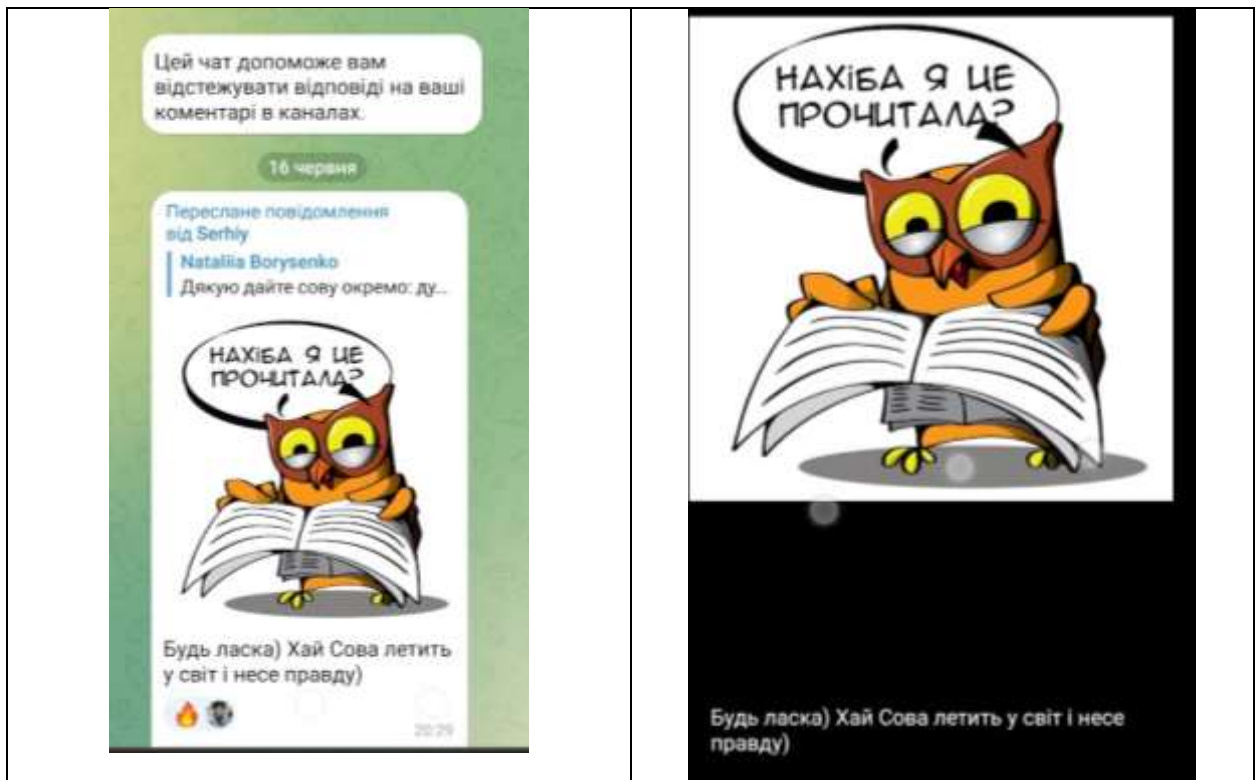 Цей чат допоможе вам
відстежувати відповіді на ваші
коментарі в каналах.
16 червня
Переслане повідомлення
від Serhiy
Nataliia Borysenko
Дякую дайте сову окремо: ду...
НАХіБА Я ЦЕ
ПРОЧИТАЛА?
Будь ласка) Хай Сова летить
у світ і несе правду)
20:29
НАХіБА Я ЦЕ
ПРОЧИТАЛА?
Будь ласка) Хай Сова летить у світ і несе
правду)